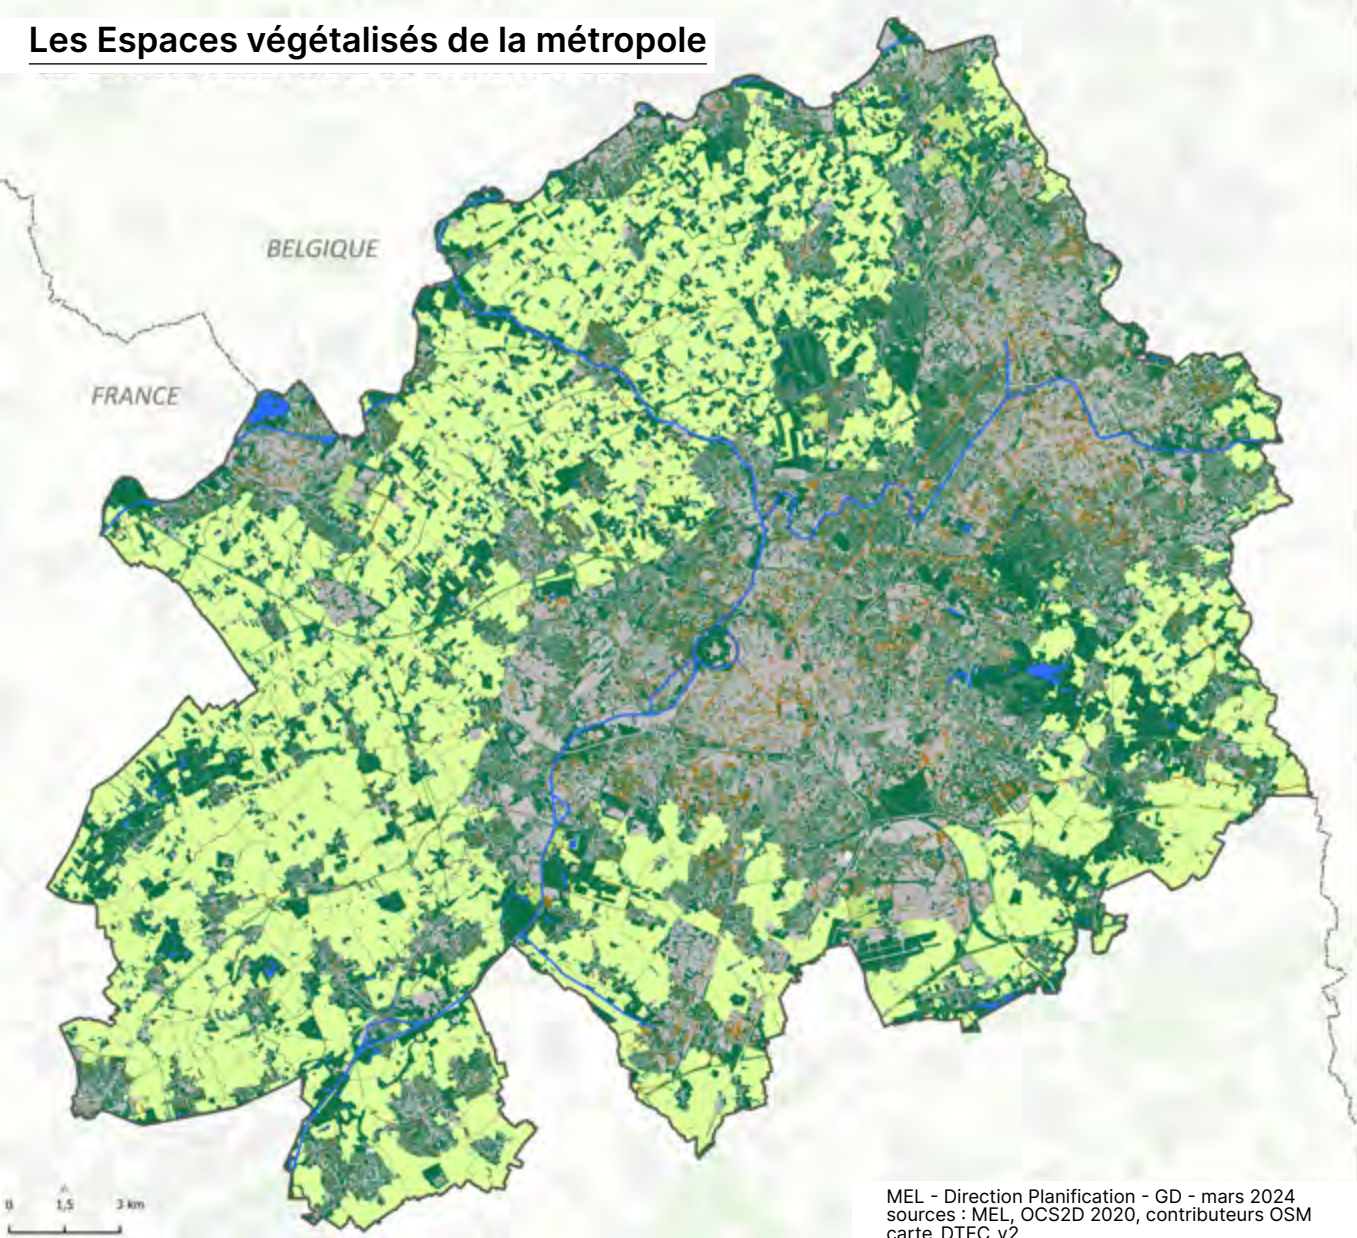 Les Espaces végétalisés de la métropole
BELGIQUE
FRANCE
0 1,5 3 km
MEL - Direction Planification - GD - mars 2024
sources : MEL, OCS2D 2020, contributeurs OSM
carte_DTEC_v2